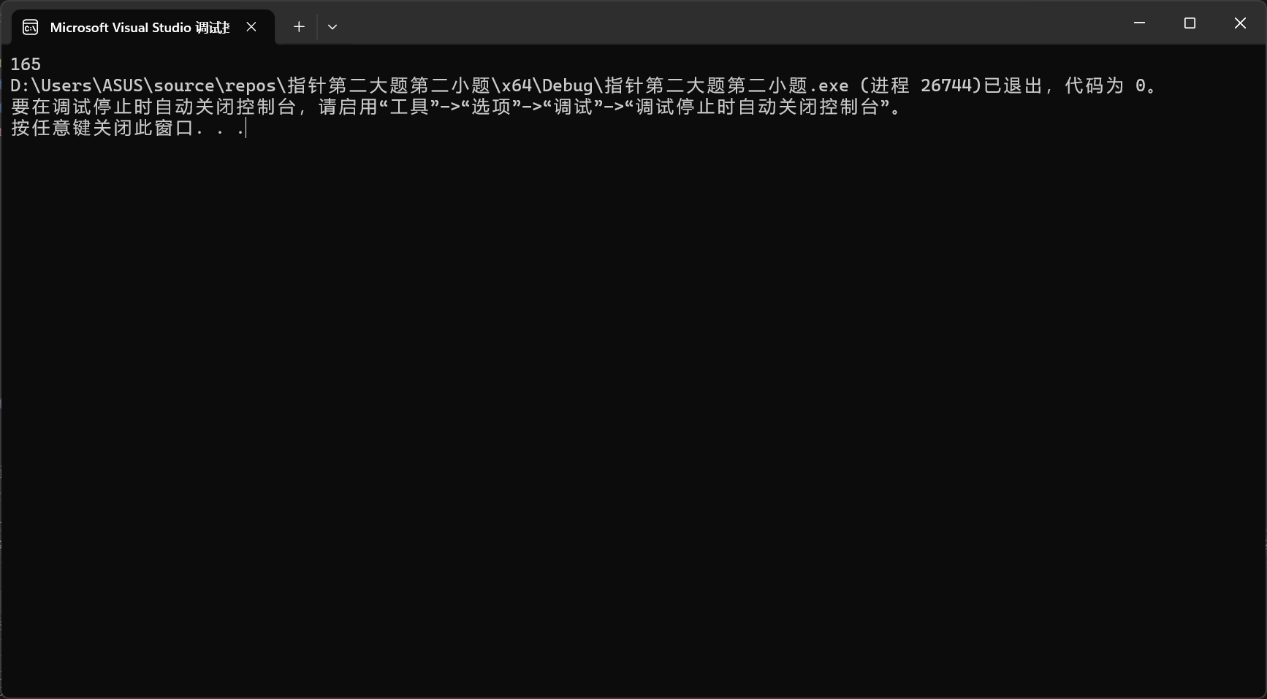 Microsoft Visual Studio 调试
165
D:\Users\ASUS\source\repos\指针第二大题第二小题\x64\Debug\指针第二大题第二小题.exe (进程 26744)已退出，代码为 0。
要在调试停止时自动关闭控制台，请启用“工具”->“选项”->“调试”->“调试停止时自动关闭控制台”。
按任意键关闭此窗口. . .